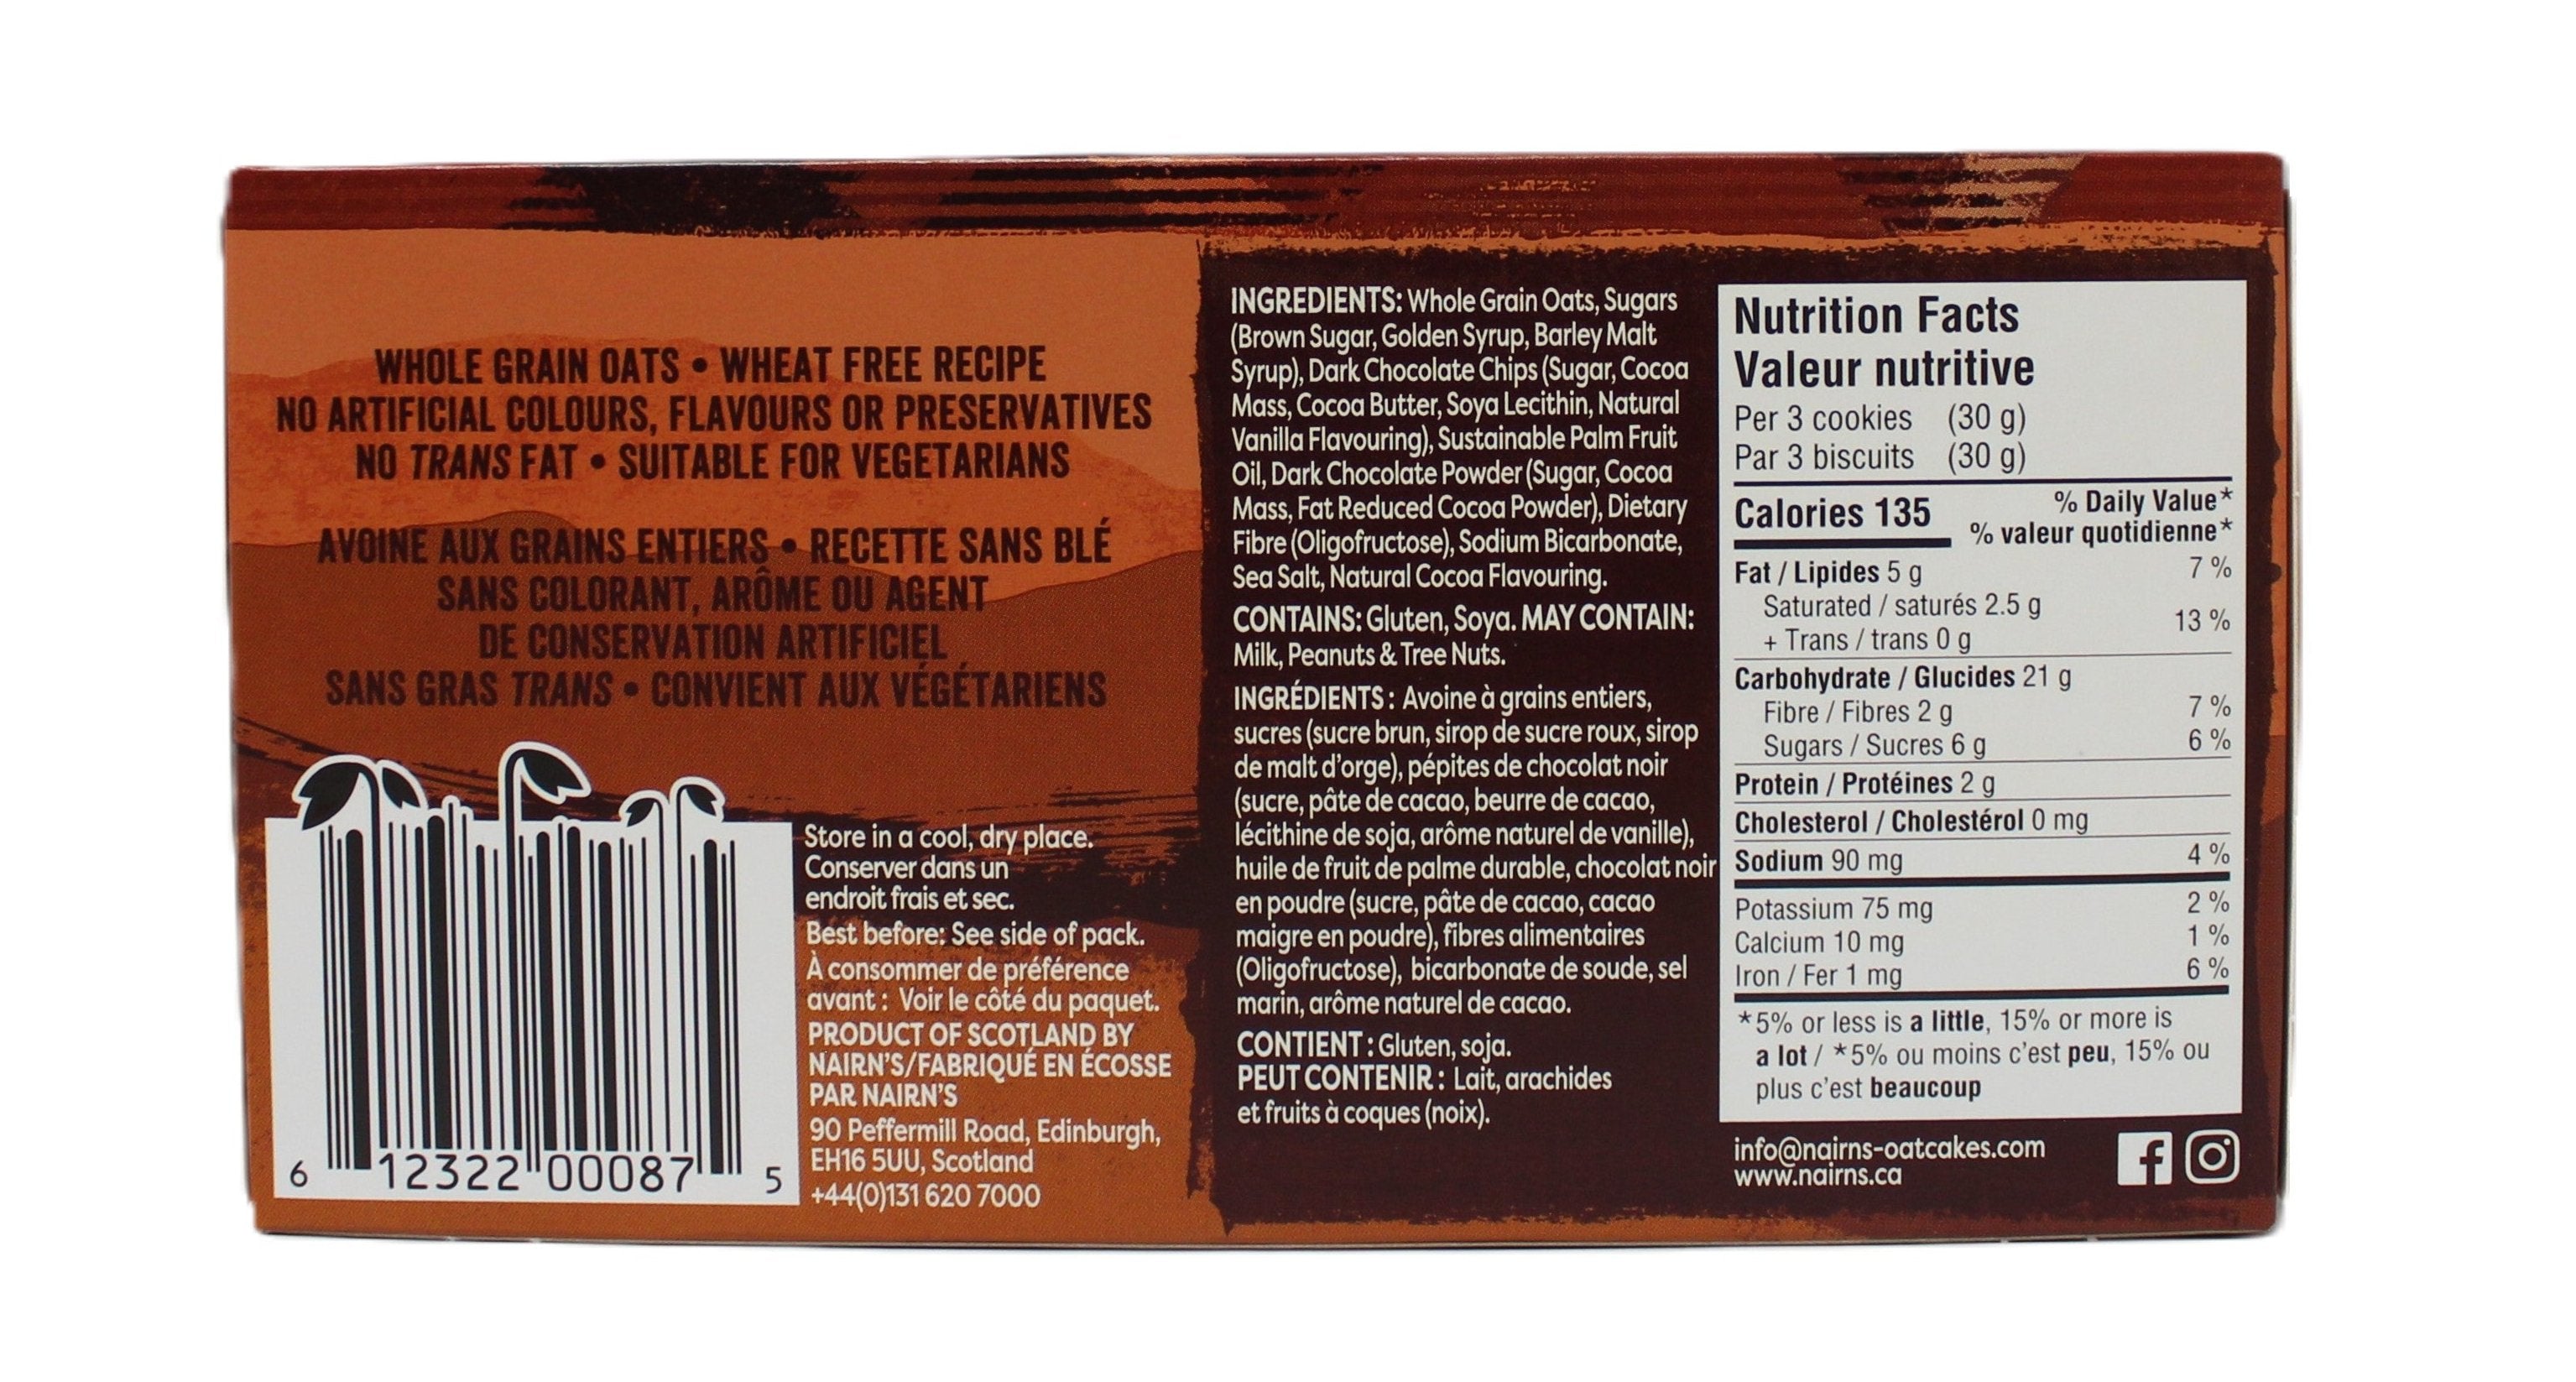 WHOLE GRAIN OATS • WHEAT FREE RECIPE
NO ARTIFICIAL COLOURS, FLAVOURS OR PRESERVATIVES
NO TRANS FAT • SUITABLE FOR VEGETARIANS
AVOINE AUX GRAINS ENTIERS • RECETTE SANS BLÉ
SANS COLORANT, ARÔME OU AGENT
DE CONSERVATION ARTIFICIEL
SANS GRAS TRANS • CONVIENT AUX VÉGÉTARIENS
6 12322 00087 5
Store in a cool, dry place.
Conserver dans un
endroit frais et sec.
Best before: See side of pack.
À consommer de préférence
avant : Voir le côté du paquet.
PRODUCT OF SCOTLAND BY
NAIRN'S/FABRIQUÉ EN ÉCOSSE
PAR NAIRN'S
90 Peffermill Road, Edinburgh,
EH16 5UU, Scotland
+44(0)131 620 7000
INGREDIENTS: Whole Grain Oats, Sugars
(Brown Sugar, Golden Syrup, Barley Malt
Syrup), Dark Chocolate Chips (Sugar, Cocoa
Mass, Cocoa Butter, Soya Lecithin, Natural
Vanilla Flavouring), Sustainable Palm Fruit
Oil, Dark Chocolate Powder (Sugar, Cocoa
Mass, Fat Reduced Cocoa Powder), Dietary
Fibre (Oligofructose), Sodium Bicarbonate,
Sea Salt, Natural Cocoa Flavouring.
CONTAINS: Gluten, Soya. MAY CONTAIN:
Milk, Peanuts & Tree Nuts.
INGRÉDIENTS : Avoine à grains entiers,
sucres (sucre brun, sirop de sucre roux, sirop
de malt d'orge), pépites de chocolat noir
(sucre, pâte de cacao, beurre de cacao,
lécithine de soja, arôme naturel de vanille),
huile de fruit de palme durable, chocolat noir
en poudre (sucre, pâte de cacao, cacao
maigre en poudre), fibres alimentaires
(Oligofructose), bicarbonate de soude, sel
marin, arôme naturel de cacao.
CONTIENT : Gluten, soja.
PEUT CONTENIR : Lait, arachides
et fruits à coques (noix).
Nutrition Facts
Valeur nutritive
Per 3 cookies (30 g)
Par 3 biscuits (30 g)
Calories 135
% Daily Value*
% valeur quotidienne*
Fat / Lipides 5 g 7 %
Saturated / saturés 2.5 g
+ Trans / trans 0 g 13 %
Carbohydrate / Glucides 21 g
Fibre / Fibres 2 g 7 %
Sugars / Sucres 6 g 6 %
Protein / Protéines 2 g
Cholesterol / Cholestérol 0 mg
Sodium 90 mg 4 %
Potassium 75 mg 2 %
Calcium 10 mg 1 %
Iron / Fer 1 mg 6 %
*5% or less is a little, 15% or more is
a lot / *5% ou moins c'est peu, 15% ou
plus c'est beaucoup
info@nairns-oatcakes.com
www.nairns.ca